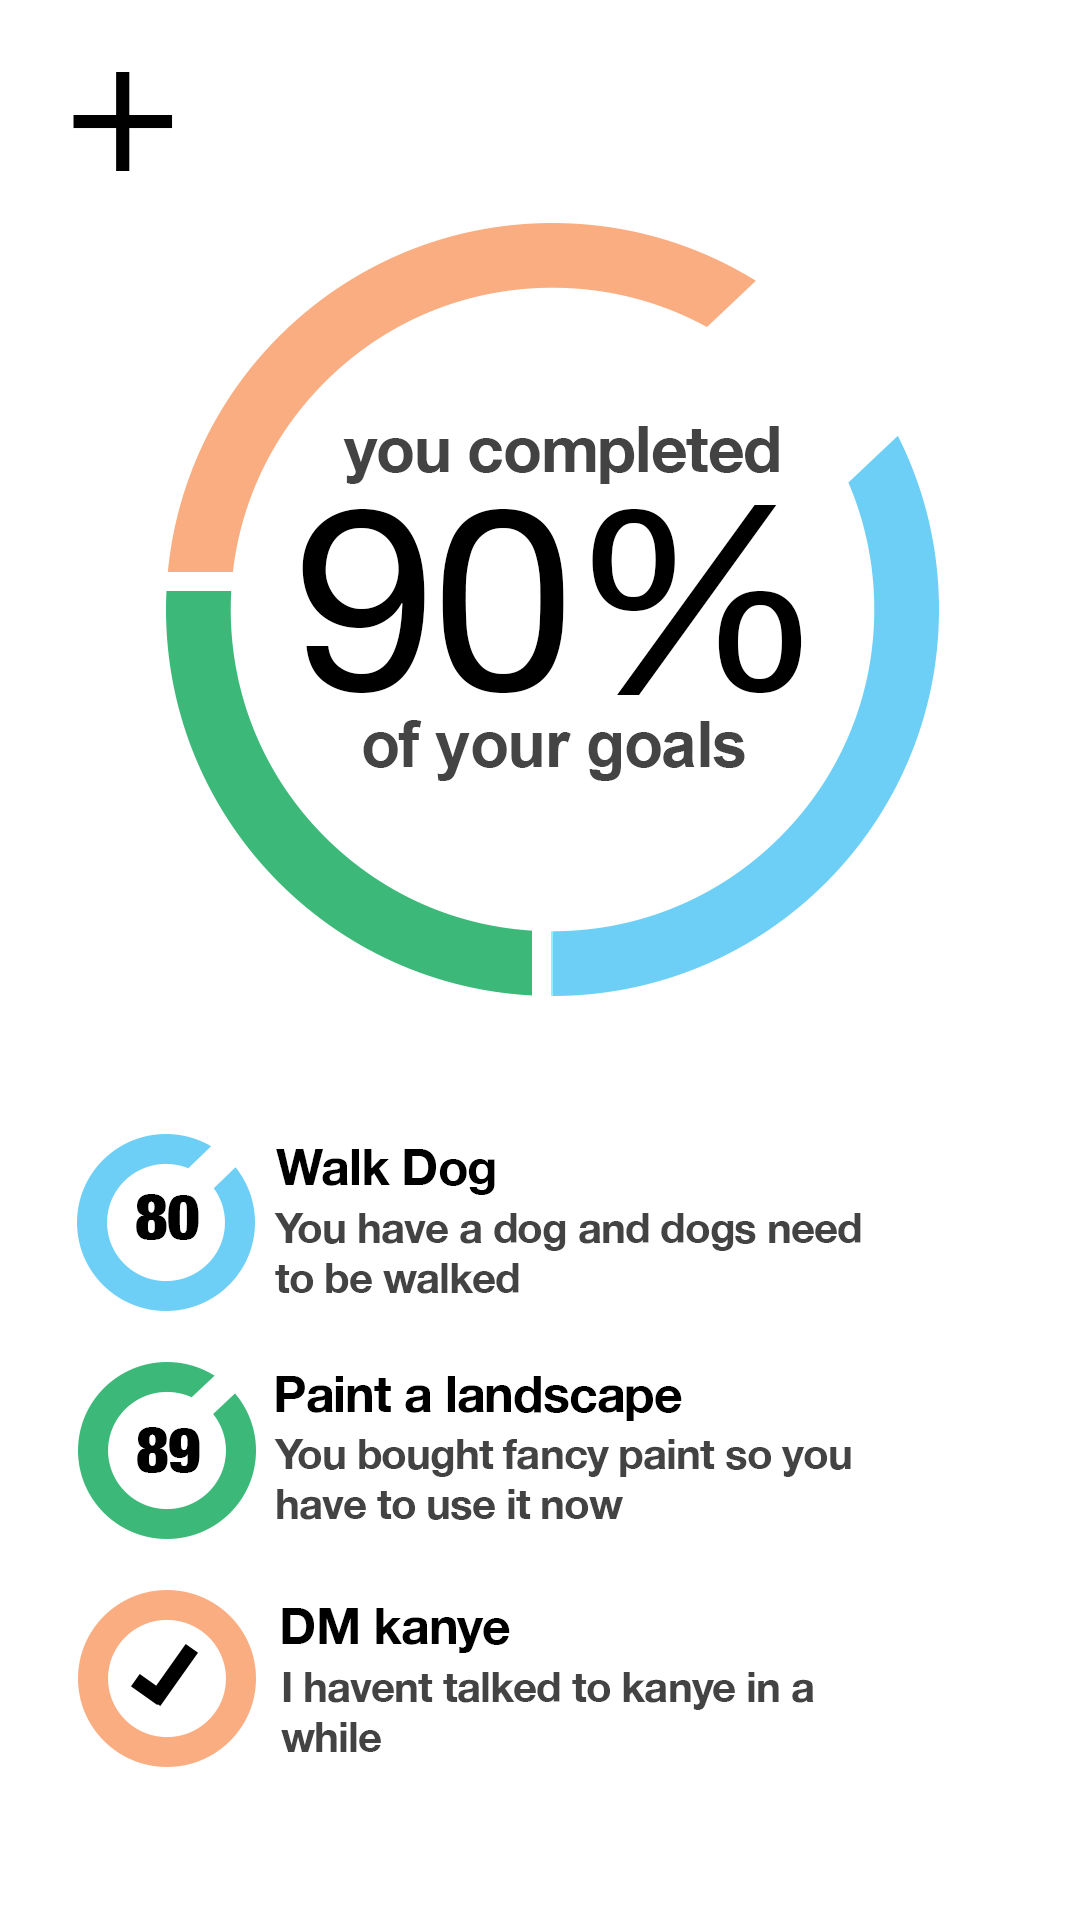 you completed
90%
of your goals
80
Walk Dog
You have a dog and dogs need
to be walked
89
Paint a landscape
You bought fancy paint so you
have to use it now
DM kanye
I havent talked to kanye in a
while